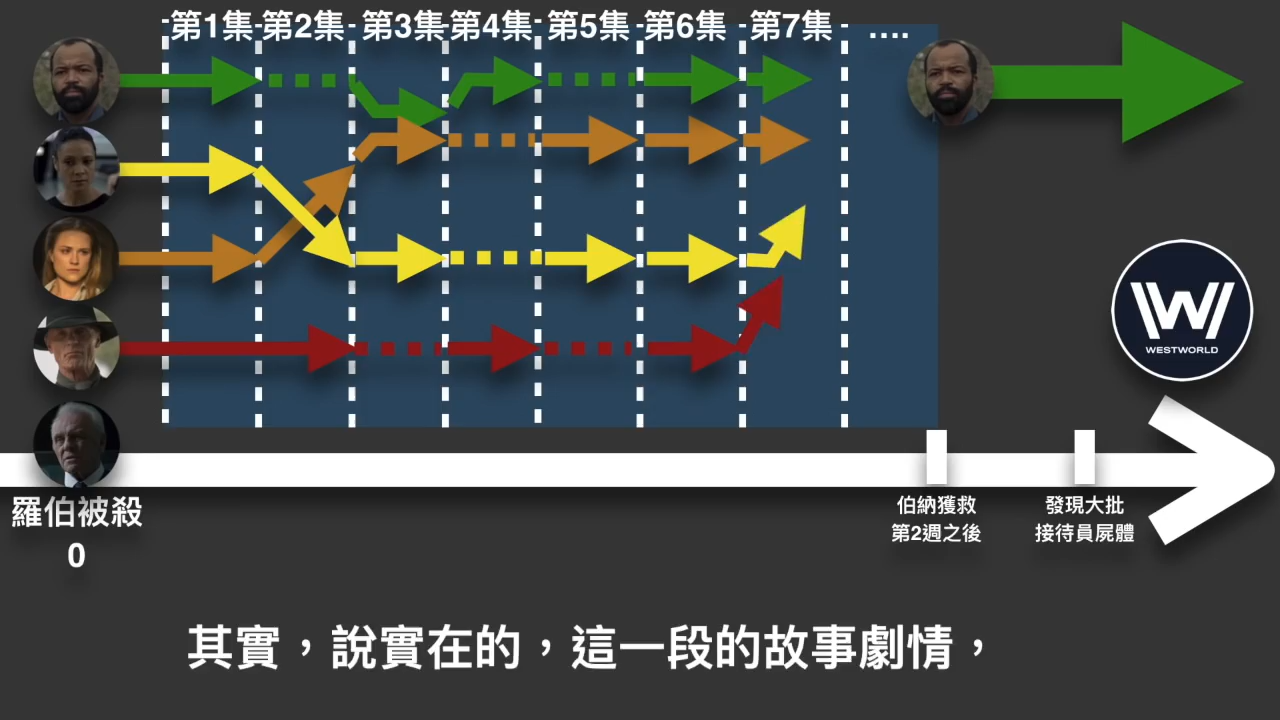 第1集
第2集
第3集
第4集
第5集
第6集
第7集
....
WESTWORLD
羅伯被殺
0
伯納獲救
第2週之後
發現大批
接待員屍體
其實，說實在的，這一段的故事劇情，